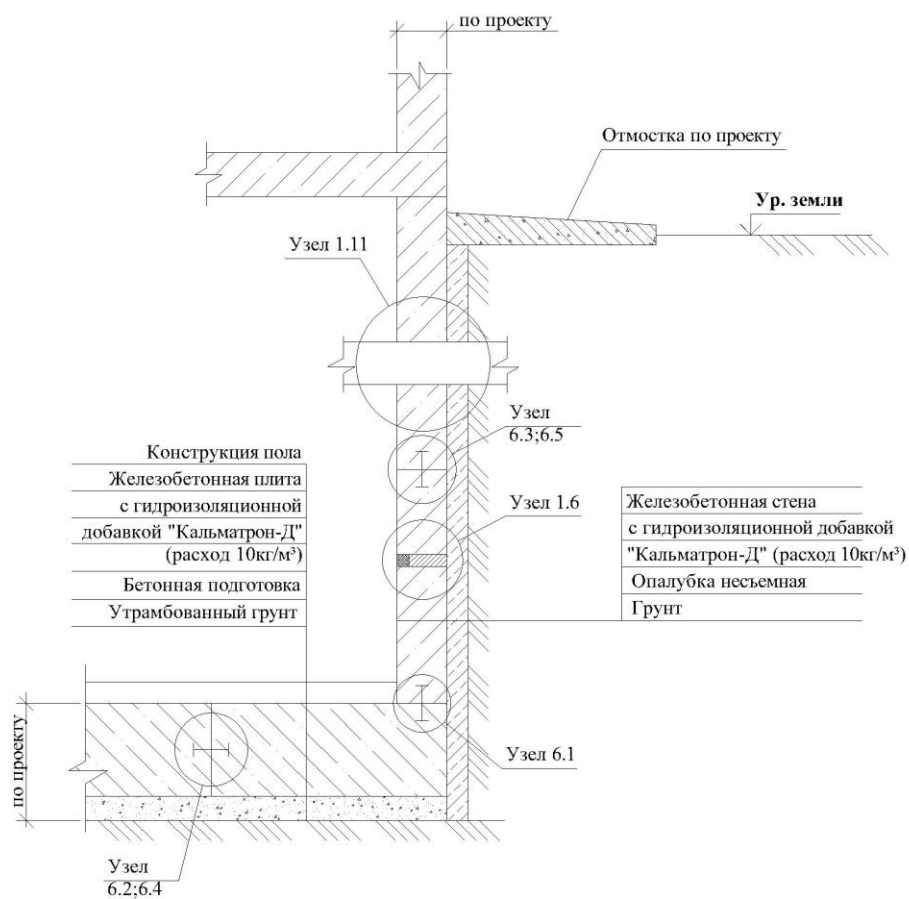 по проекту
Отмостка по проекту
Ур. земли
Узел 1.11
Узел
6.3;6.5
Конструкция пола
Железобетонная плита
с гидроизоляционной
добавкой "Кальматрон-Д"
(расход 10кг/м³)
Бетонная подготовка
Утрамбованный грунт
Узел 1.6
Железобетонная стена
с гидроизоляционной добавкой
"Кальматрон-Д" (расход 10кг/м³)
Опалубка несъемная
Грунт
по проекту
Узел 6.1
Узел
6.2;6.4